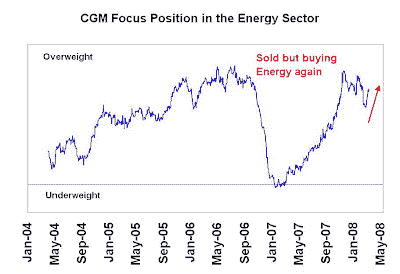 CGM Focus Position in the Energy Sector
Overweight
Sold but buying
Energy again
Underweight
Jan-04
May-04
Sep-04
Jan-05
May-05
Sep-05
Jan-06
May-06
Sep-06
Jan-07
May-07
Sep-07
Jan-08
May-08